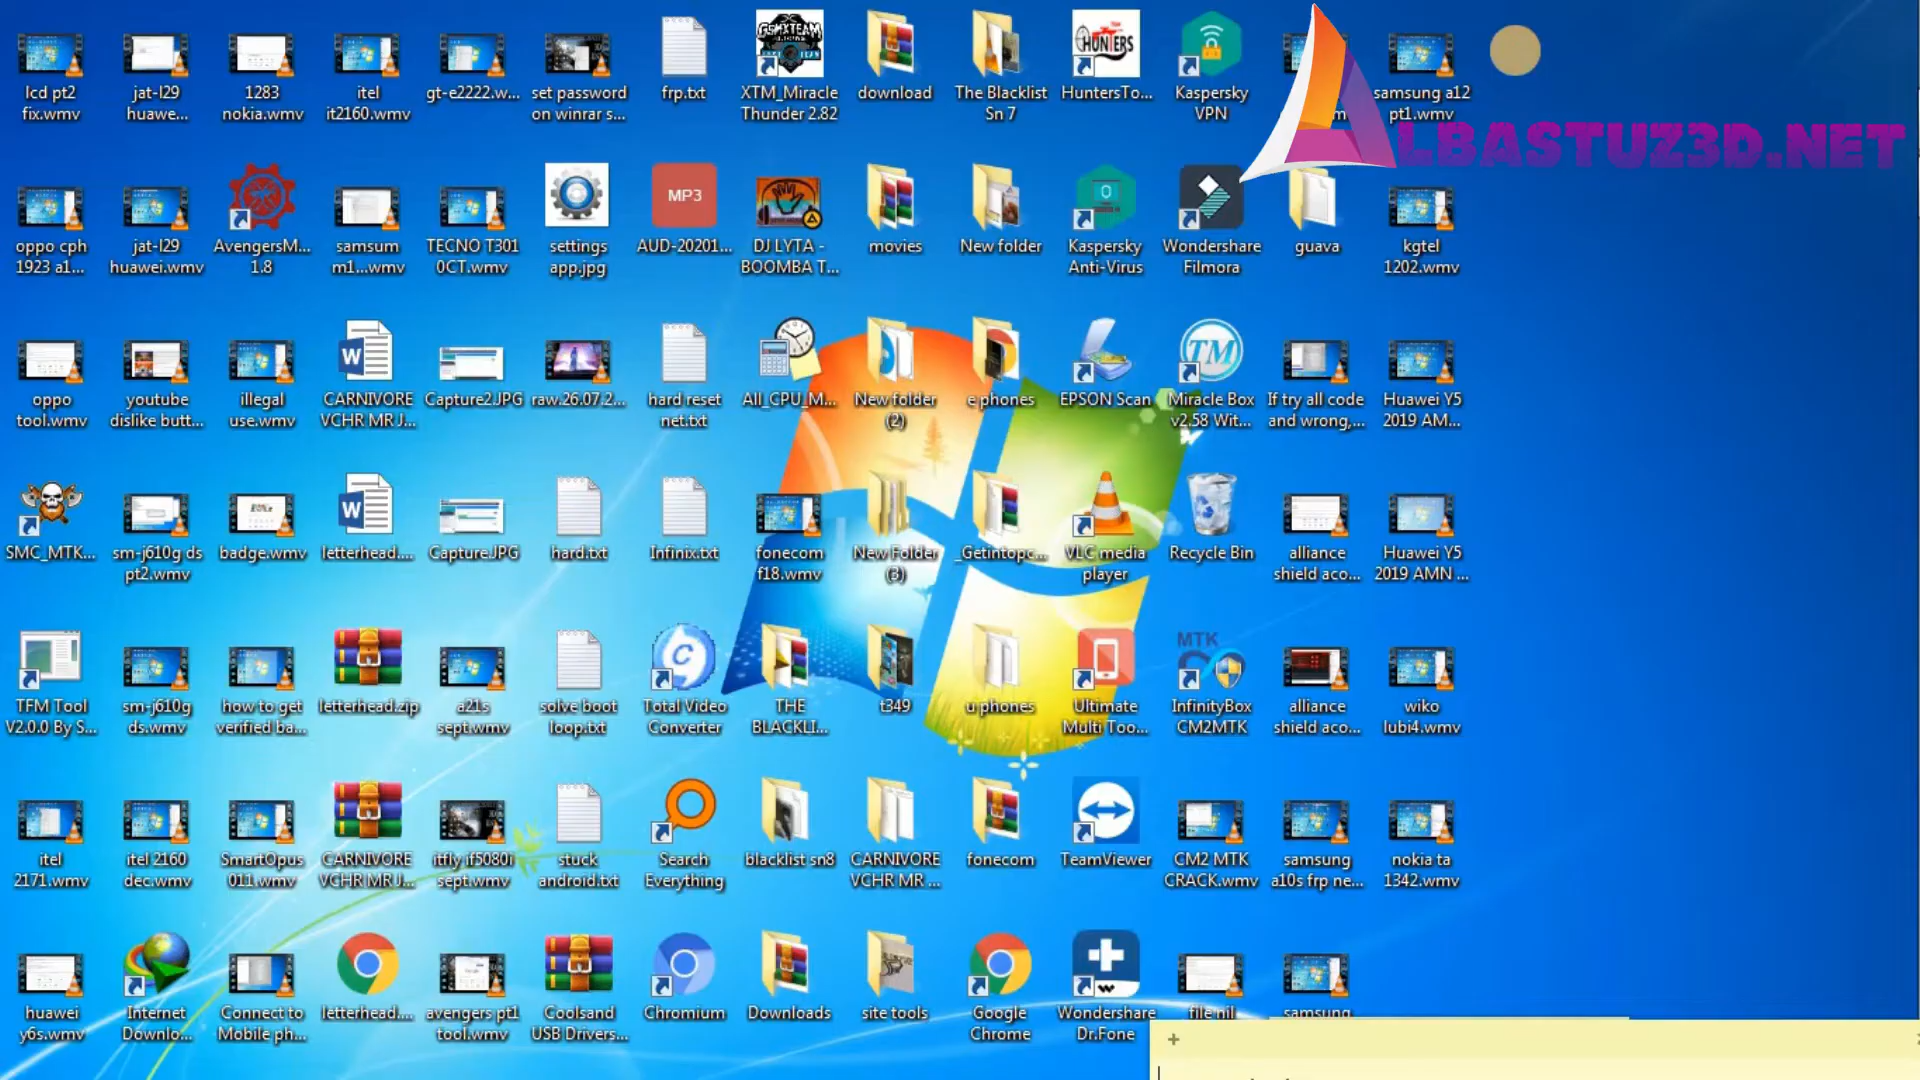 lcd pt2
fix.wmv
jat-l29
huawe...
1283
nokia.wmv
itel
it2160.wmv
gt-e2222.w...
set password
on winrar s...
frp.txt
XTM_Miracle
Thunder 2.82
download
The Blacklist
Sn 7
HuntersTo...
Kaspersky
VPN
samsung a12
pt1.wmv
ALBASTUZ3D.NET
oppo cph
1923 a1...
jat-l29
huawei.wmv
AvengersM...
1.8
samsum
m1...wmv
TECNO T301
0CT.wmv
settings
app.jpg
MP3
AUD-20201...
DJ LYTA -
BOOMBA T...
movies
New folder
Kaspersky
Anti-Virus
Wondershare
Filmora
guava
kgtel
1202.wmv
oppo
tool.wmv
youtube
dislike butt...
illegal
use.wmv
CARNIVORE
VCHR MR J...
Capture2.JPG
raw.26.07.2...
hard reset
net.txt
All_CPU_M...
New folder
(2)
e phones
EPSON Scan
TM
Miracle Box
v2.58 Wit...
If try all code
and wrong,...
Huawei Y5
2019 AM...
SMC_MTK...
sm-j610g ds
pt2.wmv
badge.wmv
letterhead....
Capture.JPG
hard.txt
Infinix.txt
fonecom
f18.wmv
New Folder
(3)
_Getintopc...
VLC media
player
Recycle Bin
alliance
shield aco...
Huawei Y5
2019 AMN ...
TFM Tool
V2.0.0 By S...
sm-j610g
ds.wmv
how to get
verified ba...
letterhead.zip
a21s
sept.wmv
solve boot
loop.txt
Total Video
Converter
THE
BLACKLI...
t349
u phones
Ultimate
Multi Too...
MTK
InfinityBox
CM2MTK
alliance
shield aco...
wiko
lubi4.wmv
itel
2171.wmv
itel 2160
dec.wmv
SmartOpus
011.wmv
CARNIVORE
VCHR MR J...
itfly if5080i
sept.wmv
stuck
android.txt
Search
Everything
blacklist sn8
CARNIVORE
VCHR MR ...
fonecom
TeamViewer
CM2 MTK
CRACK.wmv
samsung
a10s frp ne...
nokia ta
1342.wmv
huawei
y6s.wmv
Internet
Downlo...
Connect to
Mobile ph...
letterhead....
avengers pt1
tool.wmv
Coolsand
USB Drivers...
Chromium
Downloads
site tools
Google
Chrome
Wondershare
Dr.Fone
file nil
samsung